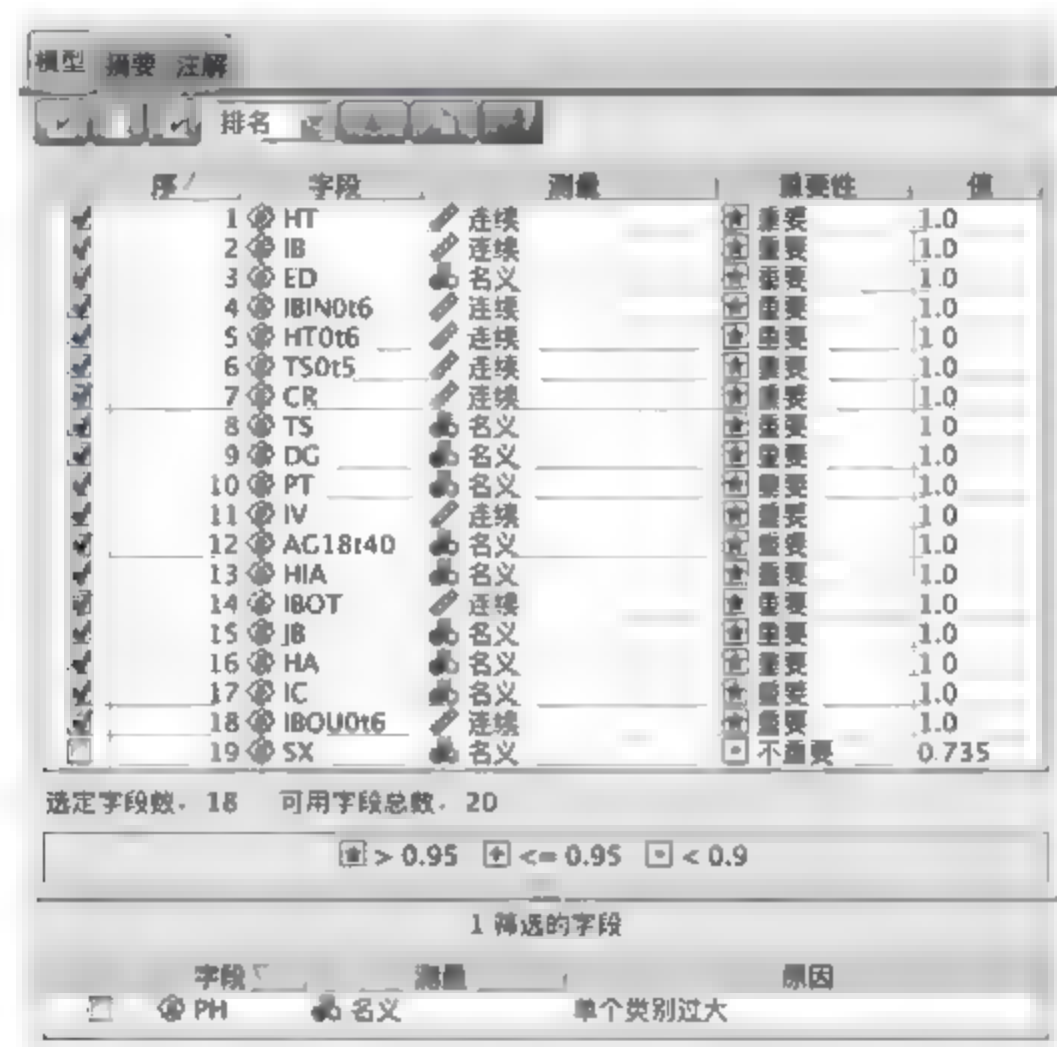 模型 摘要 注解
排名
序 字段 测量 重要性 值
1 HT 连续 重要 1.0
2 IB 连续 重要 1.0
3 ED 名义 重要 1.0
4 IBIN0t6 连续 重要 1.0
5 HT0t6 连续 重要 1.0
6 TS0t5 连续 重要 1.0
7 CR 连续 重要 1.0
8 TS 名义 重要 1.0
9 DG 名义 重要 1.0
10 PT 名义 重要 1.0
11 IV 连续 重要 1.0
12 AG18t40 名义 重要 1.0
13 HIA 名义 重要 1.0
14 IBOT 连续 重要 1.0
15 JB 名义 重要 1.0
16 HA 名义 重要 1.0
17 IC 名义 重要 1.0
18 IBOU0t6 连续 重要 1.0
19 SX 名义 不重要 0.735
选定字段数: 18 可用字段总数: 20
> 0.95 <= 0.95 < 0.9
1 筛选的字段
字段 测量 原因
PH 名义 单个类别过大